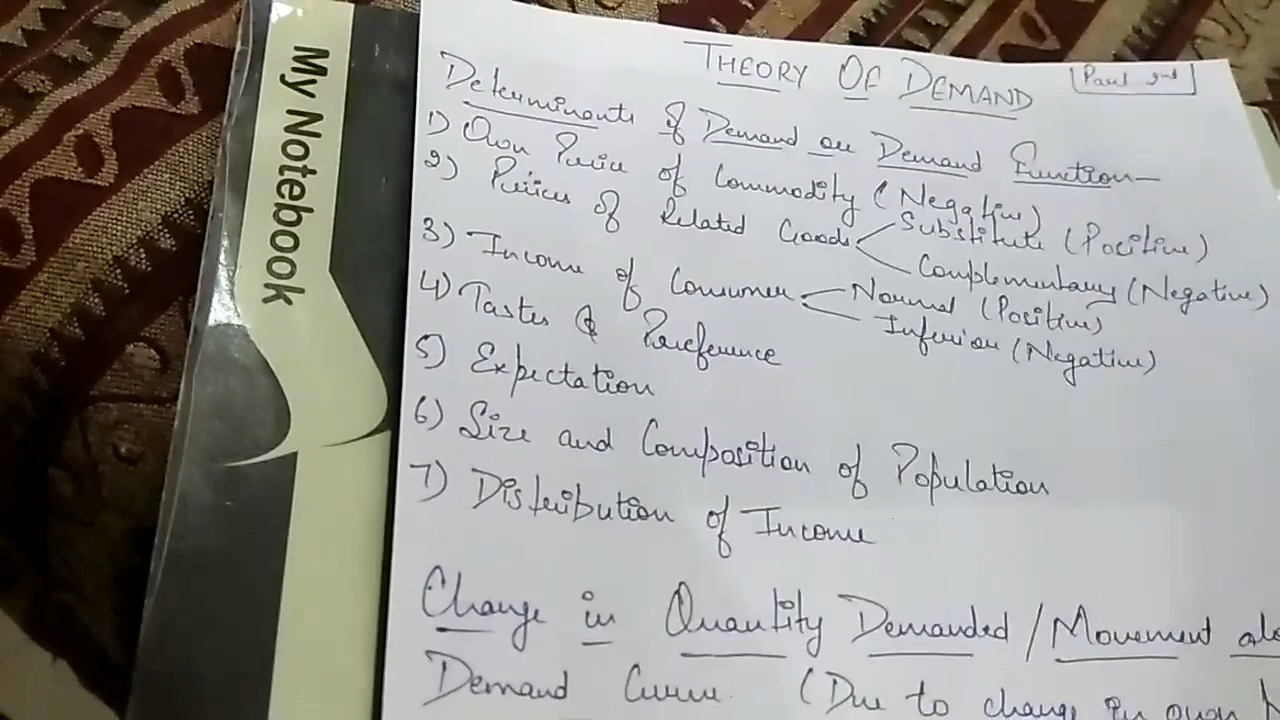 My Notebook
THEORY OF DEMAND
Determinants of Demand or Demand Function—
1) Own Price of Commodity (Negative)
2) Prices of Related Goods Substitute (Positive)
Complementary (Negative)
3) Income of Consumer Normal (Positive)
Inferior (Negative)
4) Tastes & Preference
5) Expectation
6) Size and Composition of Population
7) Distribution of Income
Change in Quantity Demanded / Movement
Demand Curve. (Due to change in own